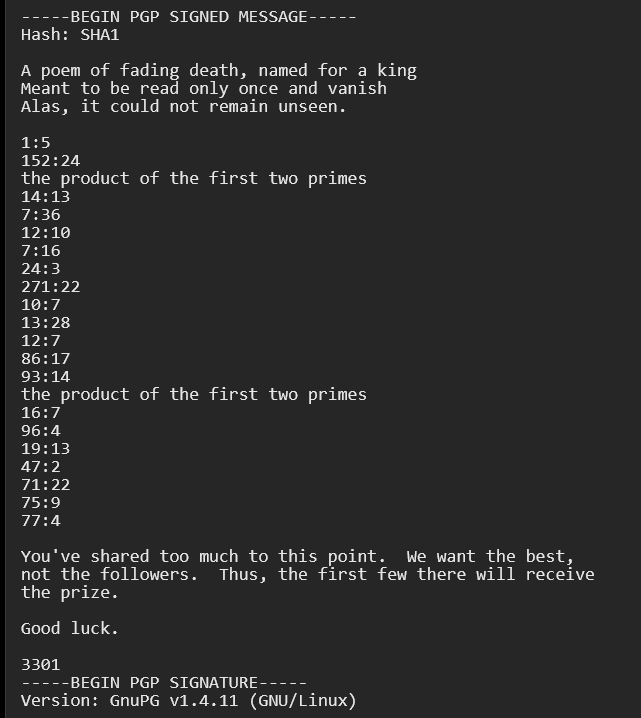 -----BEGIN PGP SIGNED MESSAGE-----
Hash: SHA1
A poem of fading death, named for a king
Meant to be read only once and vanish
Alas, it could not remain unseen.
1:5
152:24
the product of the first two primes
14:13
7:36
12:10
7:16
24:3
271:22
10:7
13:28
12:7
86:17
93:14
the product of the first two primes
16:7
96:4
19:13
47:2
71:22
75:9
77:4
You've shared too much to this point.  We want the best,
not the followers.  Thus, the first few there will receive
the prize.
Good luck.
3301
-----BEGIN PGP SIGNATURE-----
Version: GnuPG v1.4.11 (GNU/Linux)